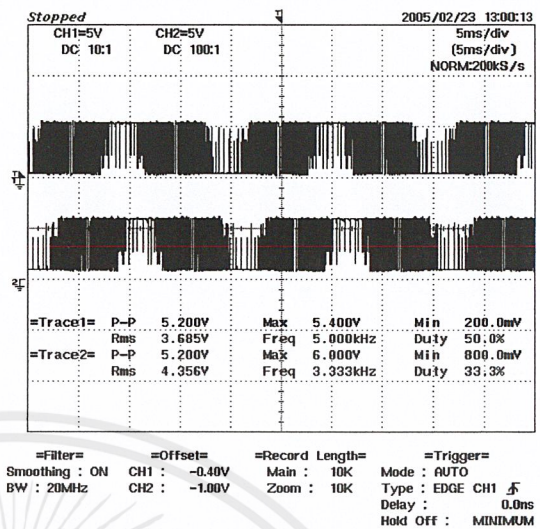 Stopped 2005/02/23 13:00:13
CH1=5V CH2=5V 5ms/div
DC 10:1 DC 100:1 (5ms/div)
NORM:200kS/s
=Trace1= P-P 5.200V Max 5.400V Min 200.0mV
Rms 3.685V Freq 5.000kHz Duty 50.0%
=Trace2= P-P 5.200V Max 6.000V Min 800.0mV
Rms 4.356V Freq 3.333kHz Duty 33.3%
=Filter= =Offset= =Record Length= =Trigger=
Smoothing : ON CH1 : -0.40V Main : 10K Mode : AUTO
BW : 20MHz CH2 : -1.00V Zoom : 10K Type : EDGE CH1
Delay : 0.0ns
Hold Off : MINIMUM